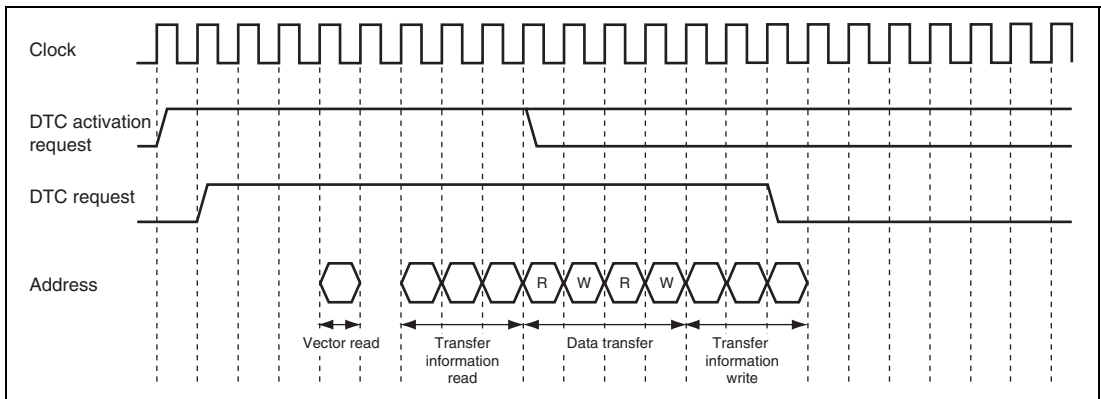 Clock
DTC activation
request
DTC request
Address
R W R W
Vector read
Transfer
information
read
Data transfer
Transfer
information
write